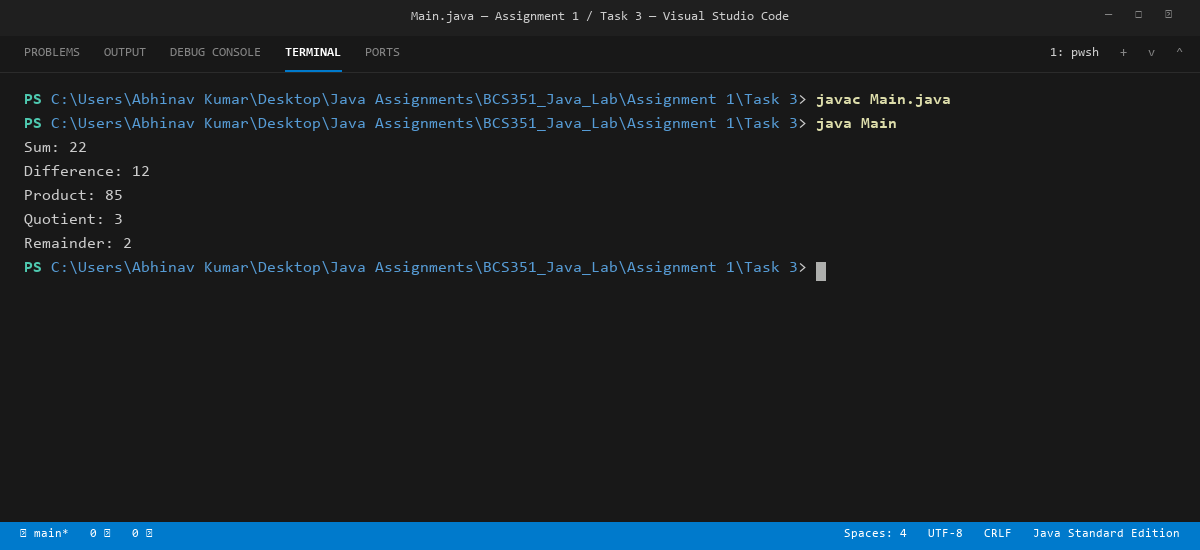 Main.java — Assignment 1 / Task 3 — Visual Studio Code
PROBLEMS OUTPUT DEBUG CONSOLE TERMINAL PORTS 1: pwsh + v ^
PS C:\Users\Abhinav Kumar\Desktop\Java Assignments\BCS351_Java_Lab\Assignment 1\Task 3> javac Main.java
PS C:\Users\Abhinav Kumar\Desktop\Java Assignments\BCS351_Java_Lab\Assignment 1\Task 3> java Main
Sum: 22
Difference: 12
Product: 85
Quotient: 3
Remainder: 2
PS C:\Users\Abhinav Kumar\Desktop\Java Assignments\BCS351_Java_Lab\Assignment 1\Task 3>
main* 0 0 Spaces: 4 UTF-8 CRLF Java Standard Edition